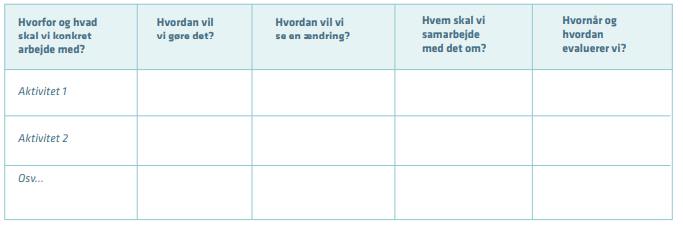 Hvorfor og hvad
skal vi konkret
arbejde med?
Hvordan vil
vi gøre det?
Hvordan vil vi
se en ændring?
Hvem skal vi
samarbejde
med det om?
Hvornår og
hvordan
evaluerer vi?
Aktivitet 1
Aktivitet 2
Osv...